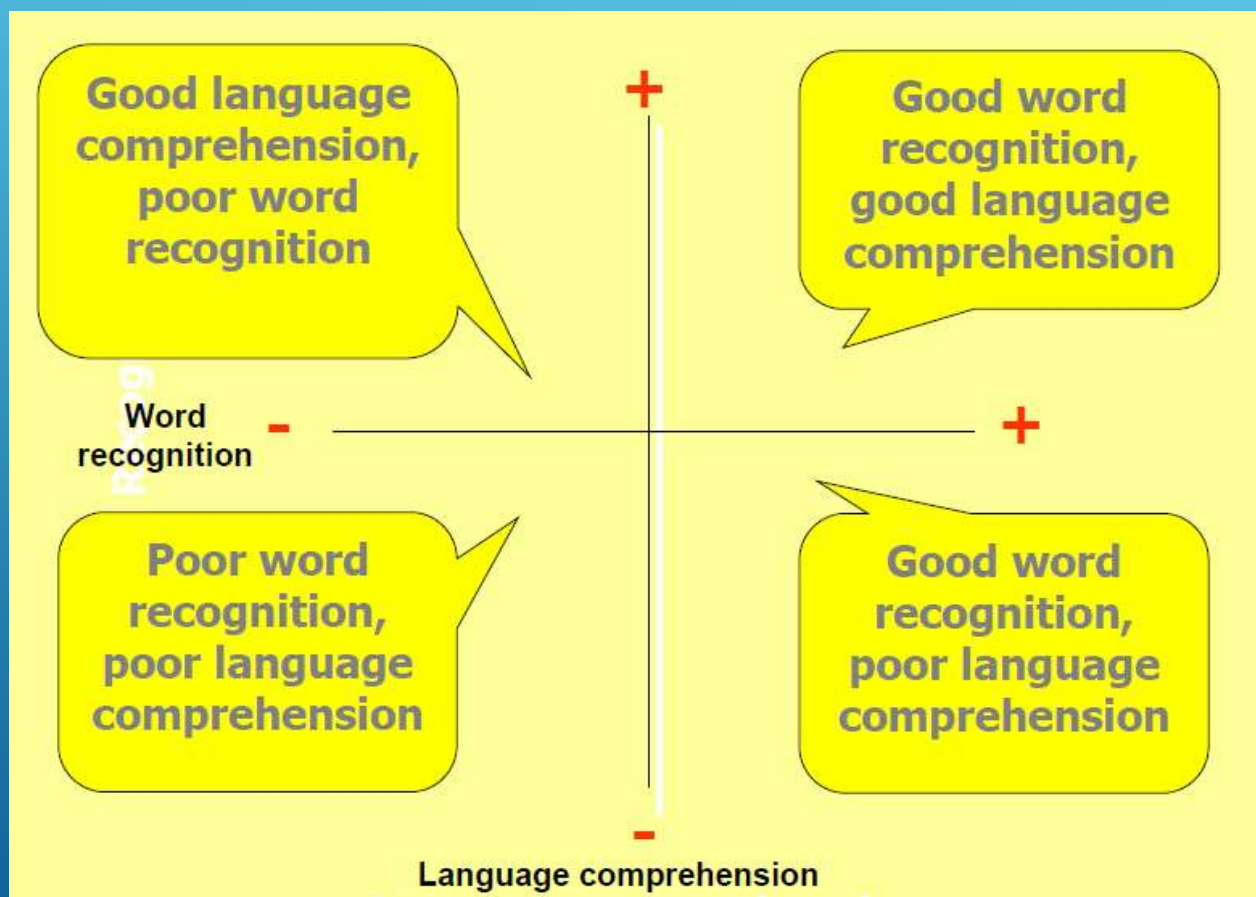 Good language
comprehension,
poor word
recognition
+
Good word
recognition,
good language
comprehension
Recog
Word
recognition
-
+
Poor word
recognition,
poor language
comprehension
Good word
recognition,
poor language
comprehension
-
Language comprehension